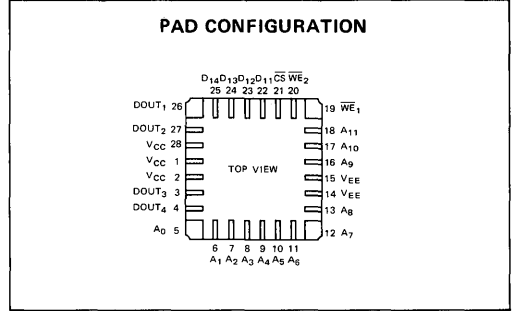 PAD CONFIGURATION
D14 D13 D12 D11 C̅S̅ W̅E̅2
25 24 23 22 21 20
DOUT1 26
19 W̅E̅1
DOUT2 27
18 A11
VCC 28
17 A10
VCC 1
16 A9
TOP VIEW
VCC 2
15 VEE
DOUT3 3
14 VEE
DOUT4 4
13 A8
A0 5
12 A7
6 7 8 9 10 11
A1 A2 A3 A4 A5 A6